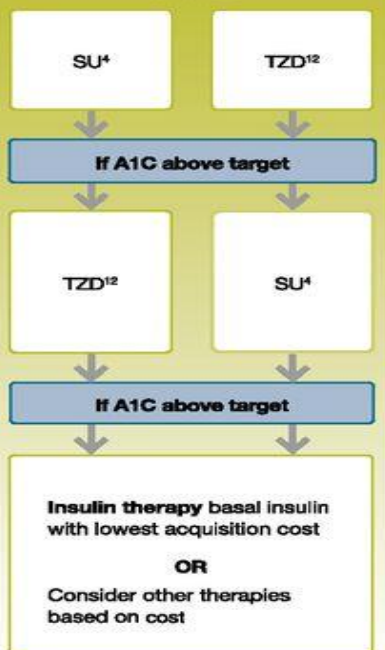 SU⁴
TZD¹²
If A1C above target
TZD¹²
SU⁴
If A1C above target
Insulin therapy basal insulin
with lowest acquisition cost
OR
Consider other therapies
based on cost